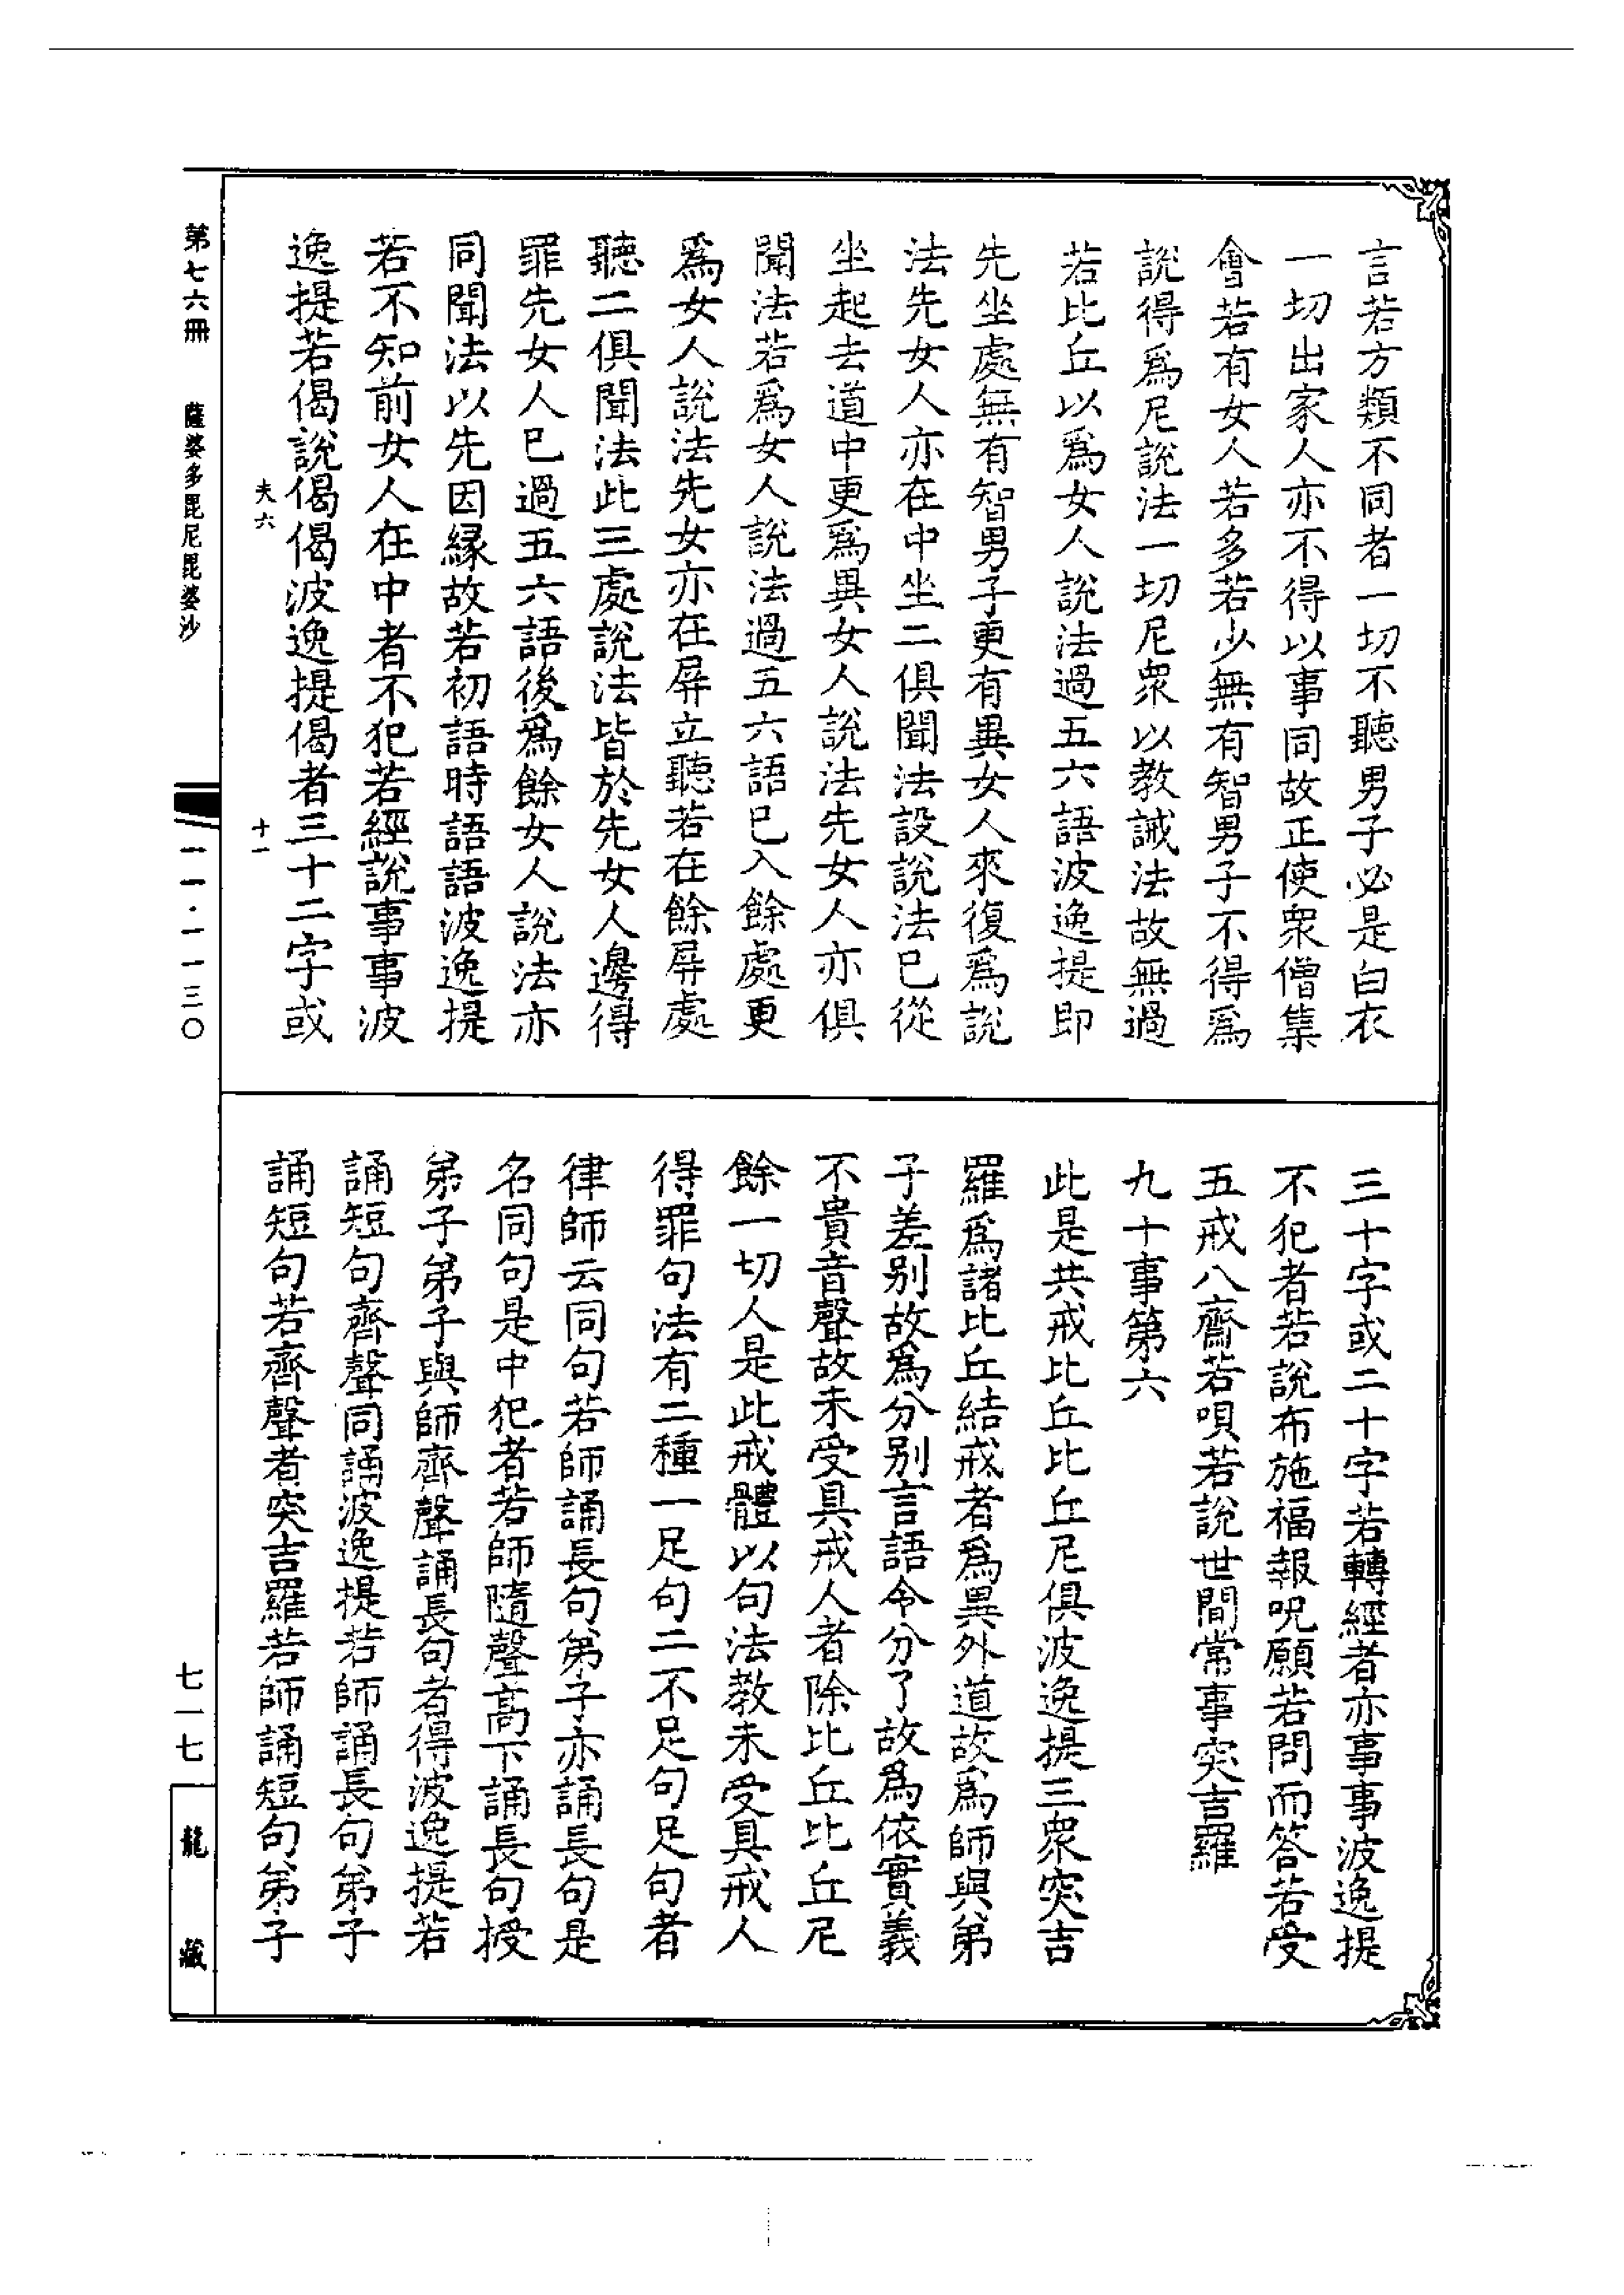 言若方類不同者一切不聽男子必是白衣
一切出家人亦不得以事同故正使衆僧集
會若有女人若多若少無有智男子不得爲
說得爲尼說法一切尼衆以教誡法故無過
若比丘以爲女人說法過五六語波逸提即
先坐處無有智男子更有異女人來復爲說
法先女人亦在中坐二俱聞法設說法已從
坐起去道中更爲異女人說法先女人亦俱
聞法若爲女人說法過五六語已入餘處更
爲女人說法先女亦在屏立聽若在餘屏處
聽二俱聞法此三處說法皆於先女人邊得
罪先女人已過五六語後爲餘女人說法亦
同聞法以先因緣故若初語時語語波逸提
若不知前女人在中者不犯若經說事事波
逸提若偈說偈偈波逸提偈者三十二字或
夫六
十一
三十字或二十字若轉經者亦事事波逸提
不犯者若說布施福報呪願若問而答若受
五戒八齋若唄若說世間常事突吉羅
九十事第六
此是共戒比丘比丘尼俱波逸提三衆突吉
羅爲諸比丘結戒者爲異外道故爲師與弟
子差别故爲分别言語令分了故爲依實義
不貴音聲故未受具戒人者除比丘比丘尼
餘一切人是此戒體以句法教未受具戒人
得罪句法有二種一足句二不足句足句者
律師云同句若師誦長句弟子亦誦長句是
名同句是中犯者若師隨聲高下誦長句授
弟子弟子與師齊聲誦長句者得波逸提若
誦短句齊聲同誦波逸提若師誦長句弟子
誦短句若齊聲者突吉羅若師誦短句弟子
第七六冊
薩婆多毘尼毘婆沙
一一·一一三〇
七一七
龍藏